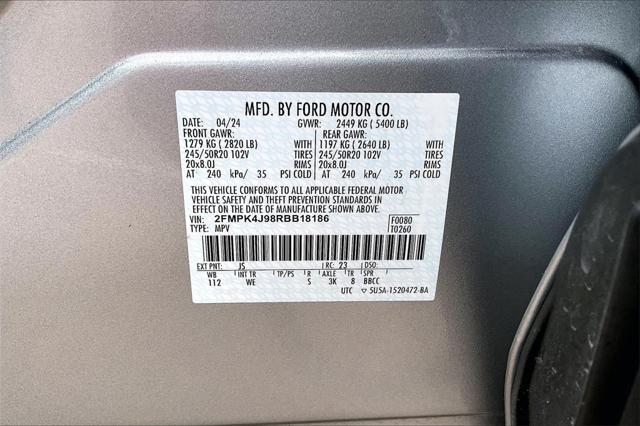 MFD. BY FORD MOTOR CO.
DATE: 04/24 GVWR: 2449 KG ( 5400 LB)
FRONT GAWR: REAR GAWR:
1279 KG ( 2820 LB) WITH 1197 KG ( 2640 LB) WITH
245/50R20 102V TIRES 245/50R20 102V TIRES
20x8.0J RIMS 20x8.0J RIMS
AT 240 kPa/ 35 PSI COLD AT 240 kPa/ 35 PSI COLD
THIS VEHICLE CONFORMS TO ALL APPLICABLE FEDERAL MOTOR
VEHICLE SAFETY AND THEFT PREVENTION STANDARDS IN
EFFECT ON THE DATE OF MANUFACTURE SHOWN ABOVE.
VIN: 2FMPK4J98RBB18186 F0080
TYPE: MPV T0260
EXT PNT: JS RC: 23 DSO:
WB INT TR TP/PS R AXLE TR SPR
112 WE S 3K 8 BBCC
UTC ▽ 5U5A-1520472-BA